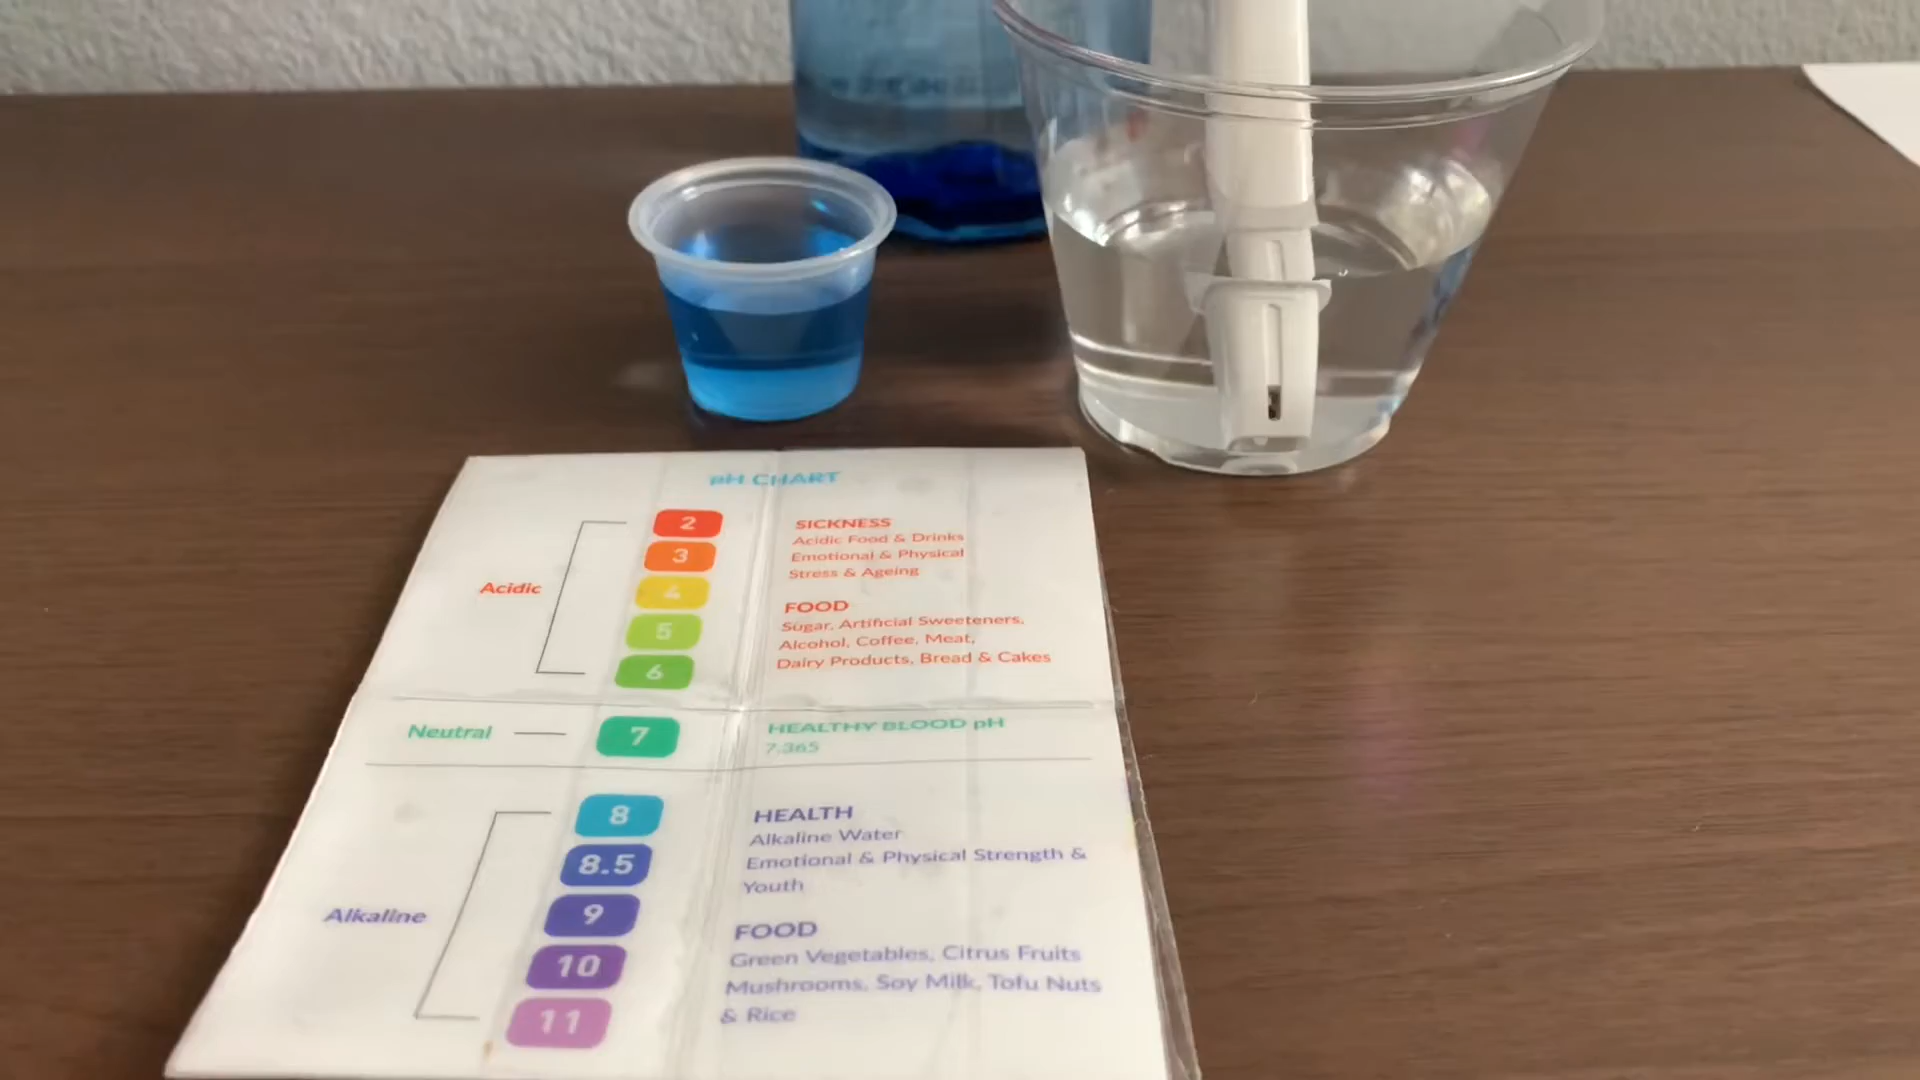 pH CHART
2
3
4
5
6
Acidic
SICKNESS
Acidic Food & Drinks
Emotional & Physical
Stress & Ageing
FOOD
Sugar, Artificial Sweeteners,
Alcohol, Coffee, Meat,
Dairy Products, Bread & Cakes
Neutral
7
HEALTHY BLOOD pH
7.365
8
8.5
9
10
11
Alkaline
HEALTH
Alkaline Water
Emotional & Physical Strength &
Youth
FOOD
Green Vegetables, Citrus Fruits
Mushrooms, Soy Milk, Tofu Nuts
& Rice